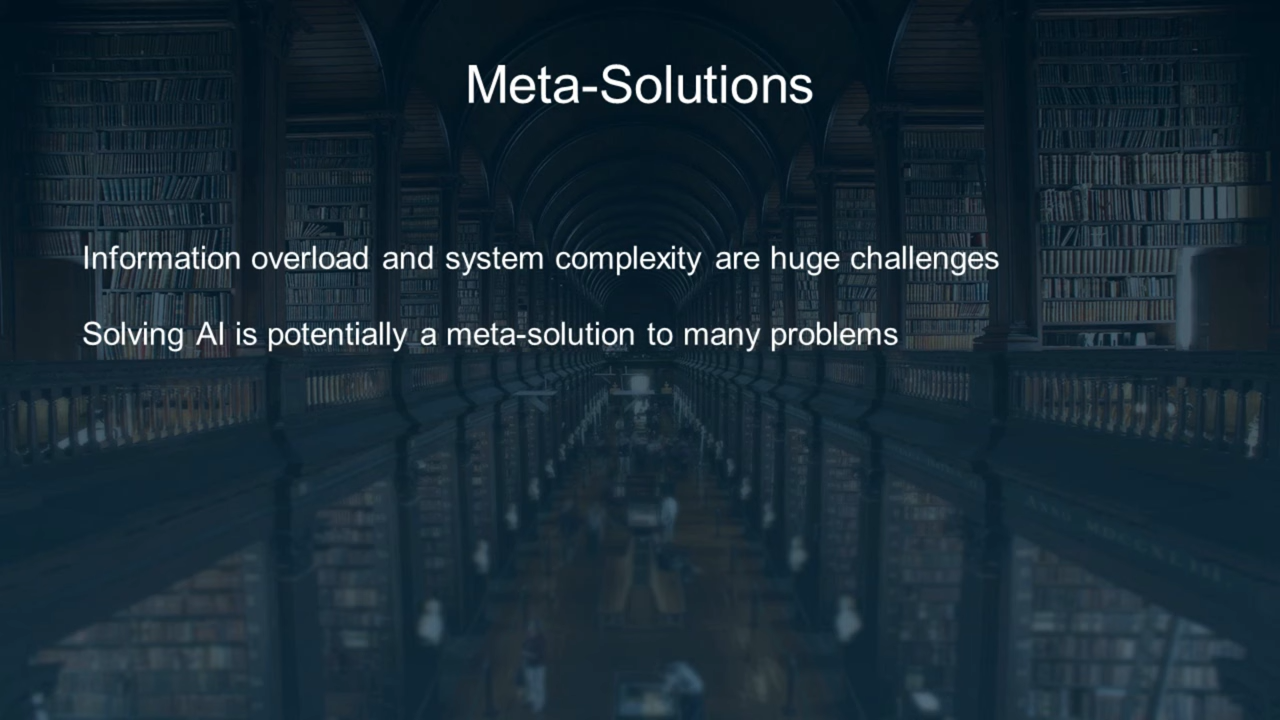 Meta-Solutions
Information overload and system complexity are huge challenges
Solving AI is potentially a meta-solution to many problems